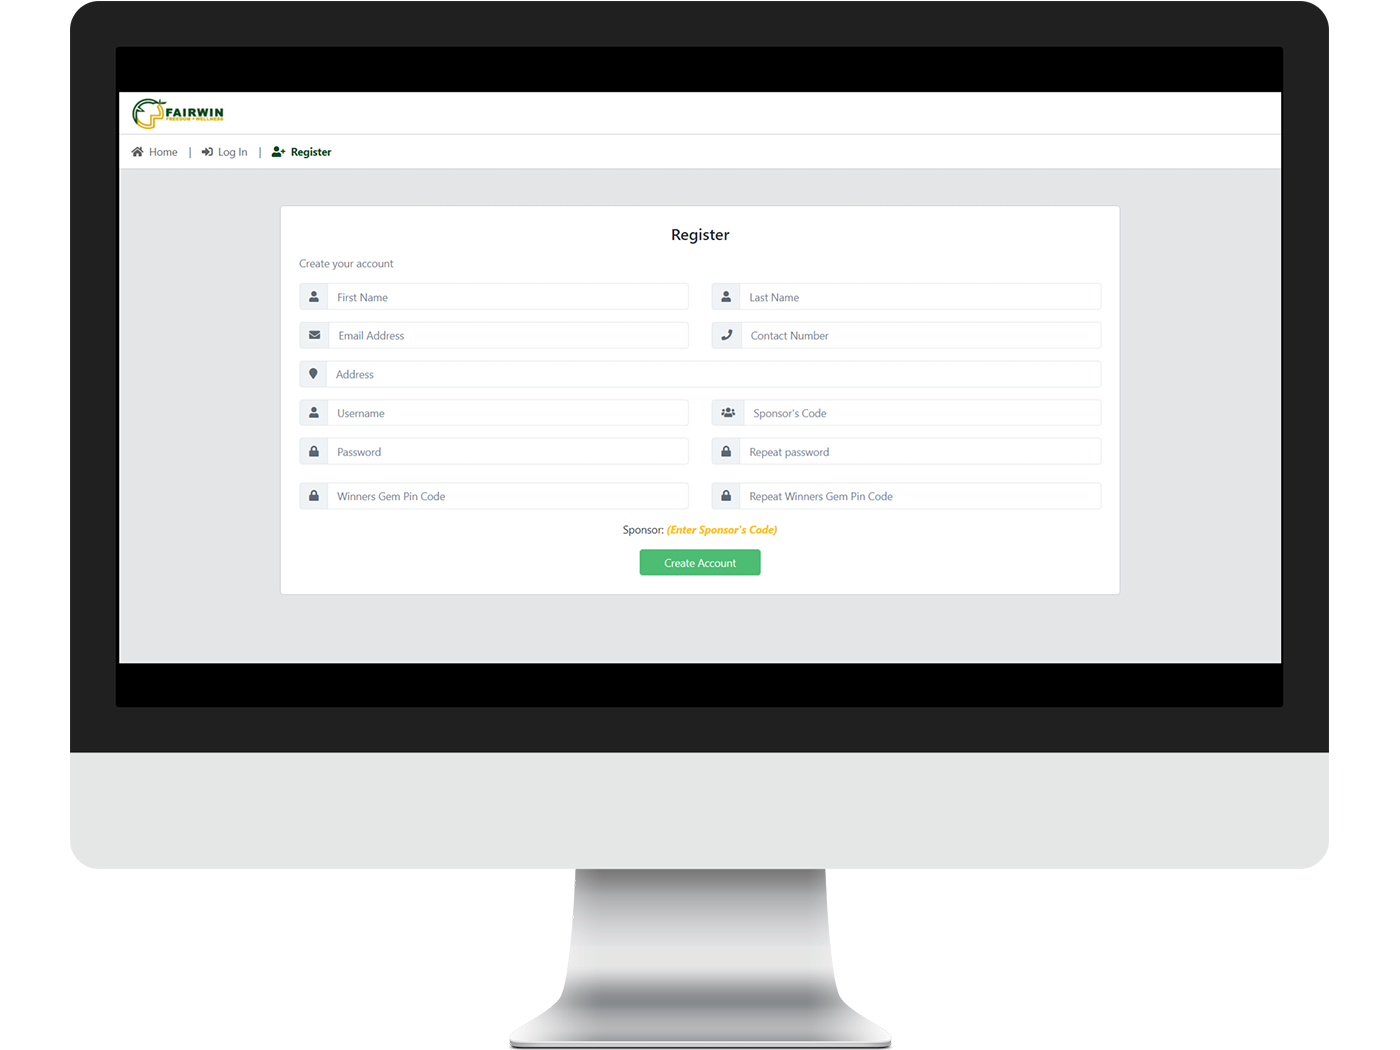 FAIRWIN
FREEDOM • WELLNESS
Home | Log In | Register
Register
Create your account
First Name Last Name
Email Address Contact Number
Address
Username Sponsor's Code
Password Repeat password
Winners Gem Pin Code Repeat Winners Gem Pin Code
Sponsor: (Enter Sponsor's Code)
Create Account